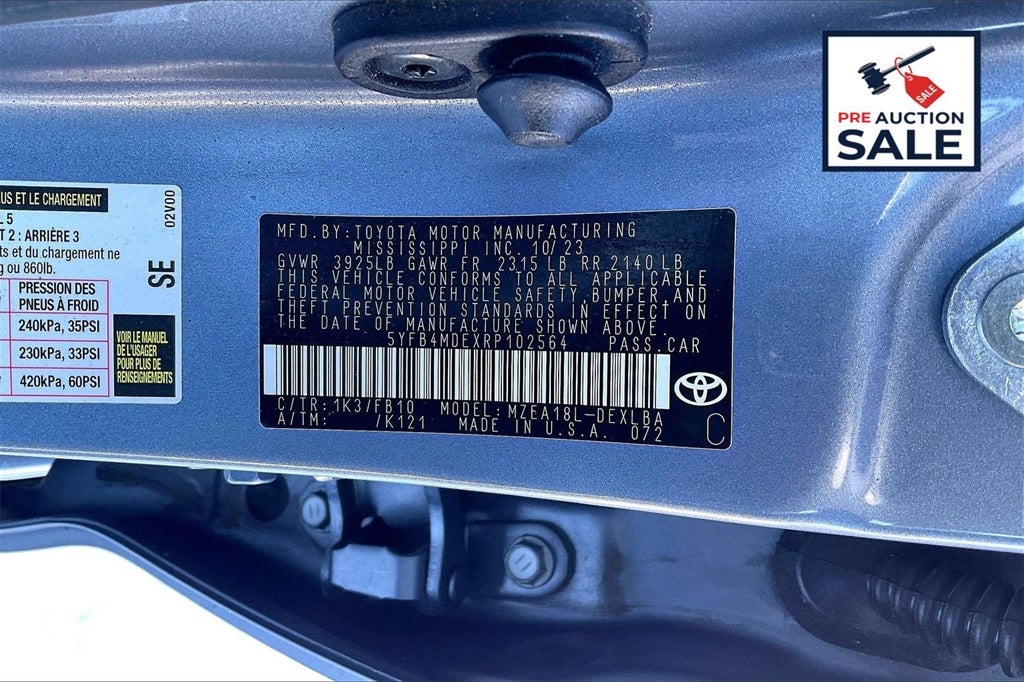 PRE AUCTION
SALE
SALE
US ET LE CHARGEMENT
L 5
T 2 : ARRIÈRE 3
ts et du chargement ne
g ou 860lb.
PRESSION DES
PNEUS À FROID
240kPa, 35PSI
230kPa, 33PSI
420kPa, 60PSI
02V00
SE
VOIR LE MANUEL
DE L'USAGER
POUR PLUS DE
RENSEIGNEMENTS
MFD.BY:TOYOTA MOTOR MANUFACTURING
MISSISSIPPI INC. 10/23
GVWR 3925LB GAWR FR 2315 LB RR 2140 LB
THIS VEHICLE CONFORMS TO ALL APPLICABLE
FEDERAL MOTOR VEHICLE SAFETY,BUMPER AND
THEFT PREVENTION STANDARDS IN EFFECT ON
THE DATE OF MANUFACTURE SHOWN ABOVE.
5YFB4MDEXRP102564 PASS.CAR
C/TR:1K3/FB10 MODEL:MZEA18L-DEXLBA
A/TM: /K121 MADE IN U.S.A. 072
C